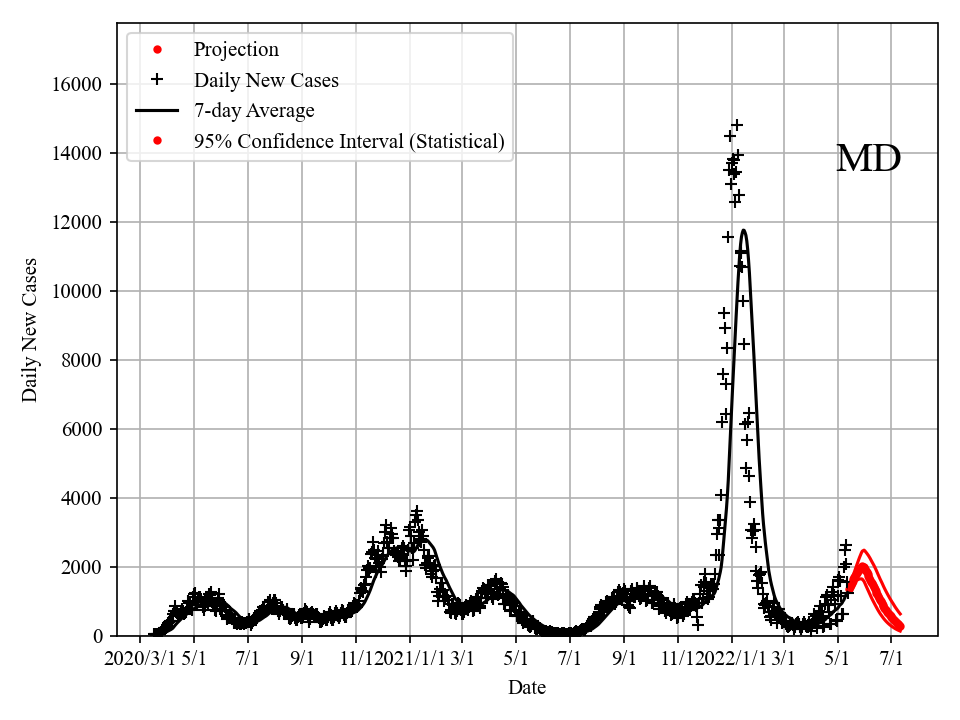 Projection
Daily New Cases
7-day Average
95% Confidence Interval (Statistical)
MD
Daily New Cases
16000
14000
12000
10000
8000
6000
4000
2000
0
2020/3/1 5/1 7/1 9/1 11/1 2021/1/1 3/1 5/1 7/1 9/1 11/1 2022/1/1 3/1 5/1 7/1
Date